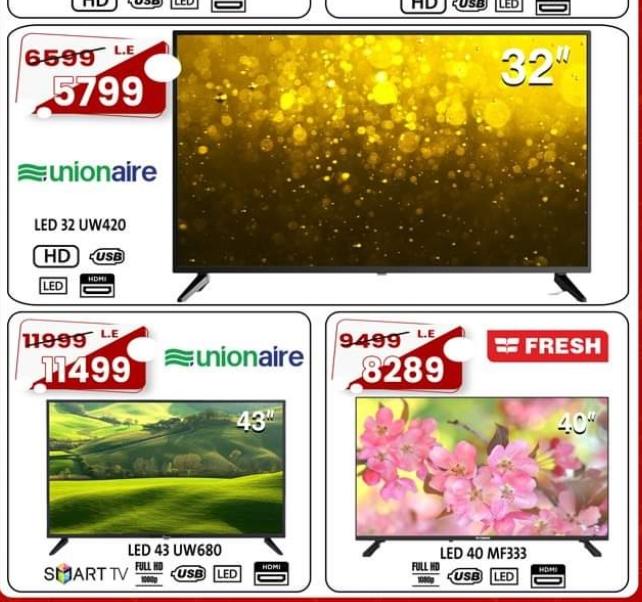 HD USB LED
HD USB LED
6599 L.E
5799
32"
unionaire
LED 32 UW420
HD USB
LED HDMI
11999 L.E
11499
unionaire
43"
LED 43 UW680
SMART TV FULL HD 1080p USB LED HDMI
9499 L.E
8289
FRESH
40"
LED 40 MF333
FULL HD 1080p USB LED HDMI